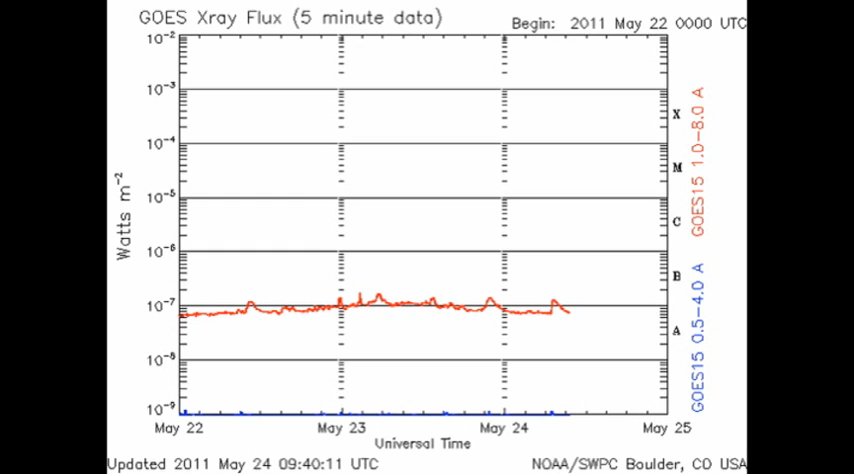 GOES Xray Flux (5 minute data)
Begin: 2011 May 22 0000 UTC
10-2
10-3
10-4
10-5
10-6
10-7
10-8
10-9
Watts m-2
X
M
C
B
A
GOES15 1.0-8.0 A
GOES15 0.5-4.0 A
May 22
May 23
May 24
May 25
Universal Time
Updated 2011 May 24 09:40:11 UTC
NOAA/SWPC Boulder, CO USA